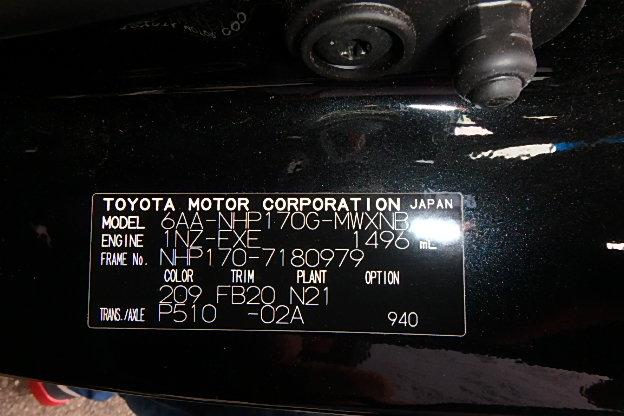 TOYOTA MOTOR CORPORATION JAPAN
MODEL 6AA-NHP170G-MWXNB
ENGINE 1NZ-EXE 1496 mL
FRAME No. NHP170-7180979
COLOR TRIM PLANT OPTION
209 FB20 N21
TRANS./AXLE P510 -02A 940